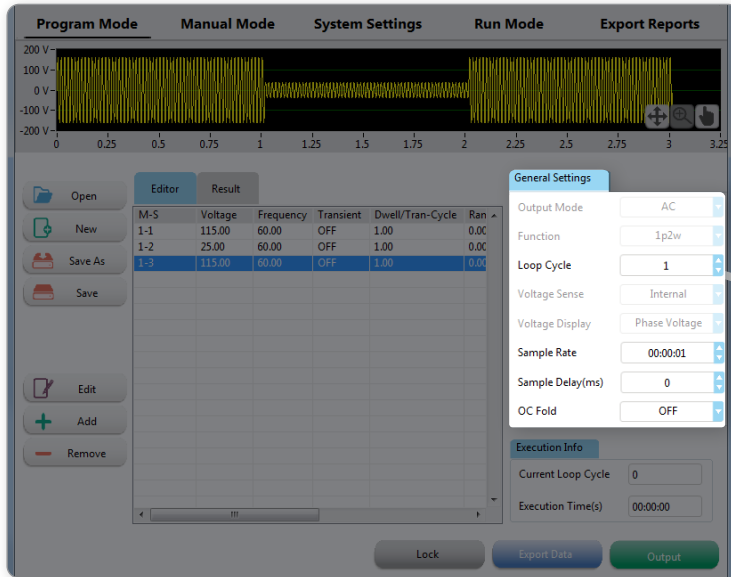 Program Mode Manual Mode System Settings Run Mode Export Reports
200 V
100 V
0 V
-100 V
-200 V
0 0.25 0.5 0.75 1 1.25 1.5 1.75 2 2.25 2.5 2.75 3 3.25
Open
New
Save As
Save
Edit
Add
Remove
Editor Result
M-S Voltage Frequency Transient Dwell/Tran-Cycle Ran
1-1 115.00 60.00 OFF 1.00 0.00
1-2 25.00 60.00 OFF 1.00 0.00
1-3 115.00 60.00 OFF 1.00 0.00
General Settings
Output Mode AC
Function 1p2w
Loop Cycle 1
Voltage Sense Internal
Voltage Display Phase Voltage
Sample Rate 00:00:01
Sample Delay(ms) 0
OC Fold OFF
Execution Info
Current Loop Cycle 0
Execution Time(s) 00:00:00
Lock Export Data Output